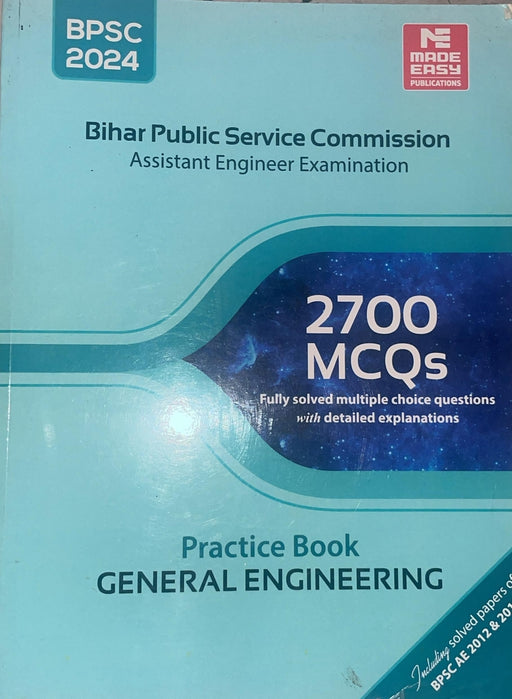 BPSC
2024
ME
MADE
EASY
PUBLICATIONS
Bihar Public Service Commission
Assistant Engineer Examination
2700
MCQs
Fully solved multiple choice questions
with detailed explanations
Practice Book
GENERAL ENGINEERING
Including solved papers of
BPSC AE 2012 &